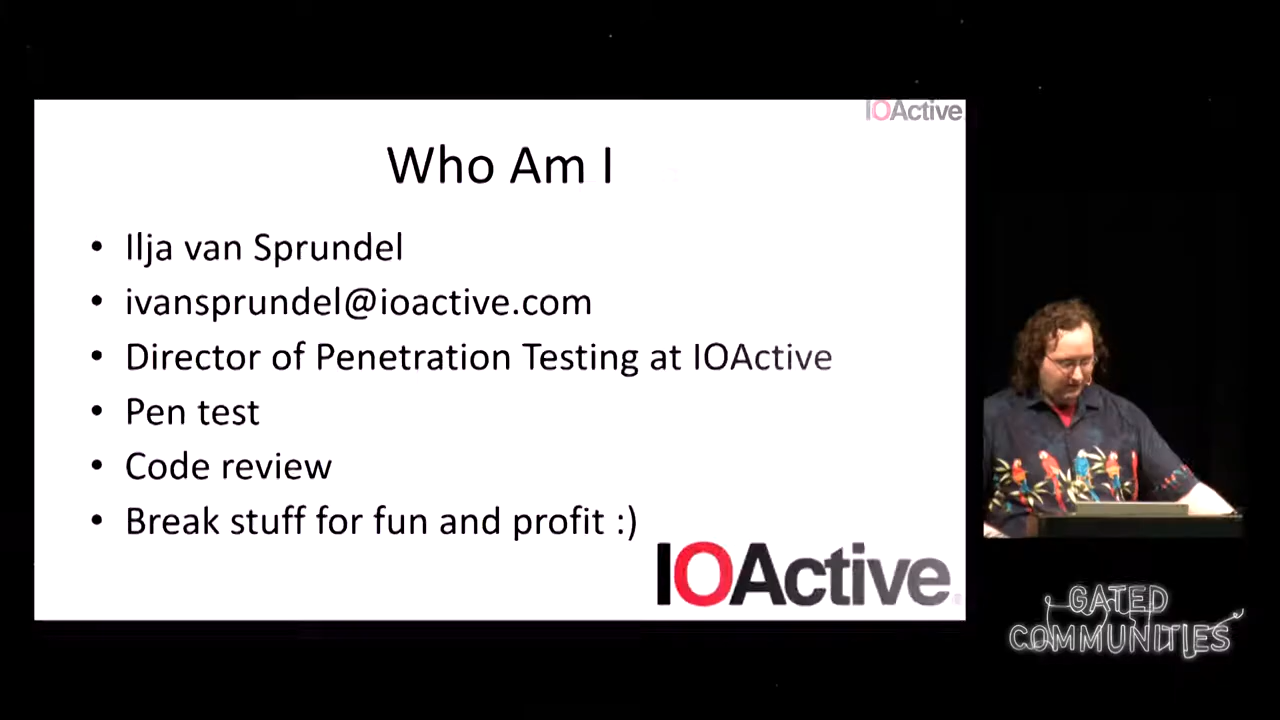 IOActive
Who Am I
• Ilja van Sprundel
• ivansprundel@ioactive.com
• Director of Penetration Testing at IOActive
• Pen test
• Code review
• Break stuff for fun and profit :)
IOActive
GATED
COMMUNITIES